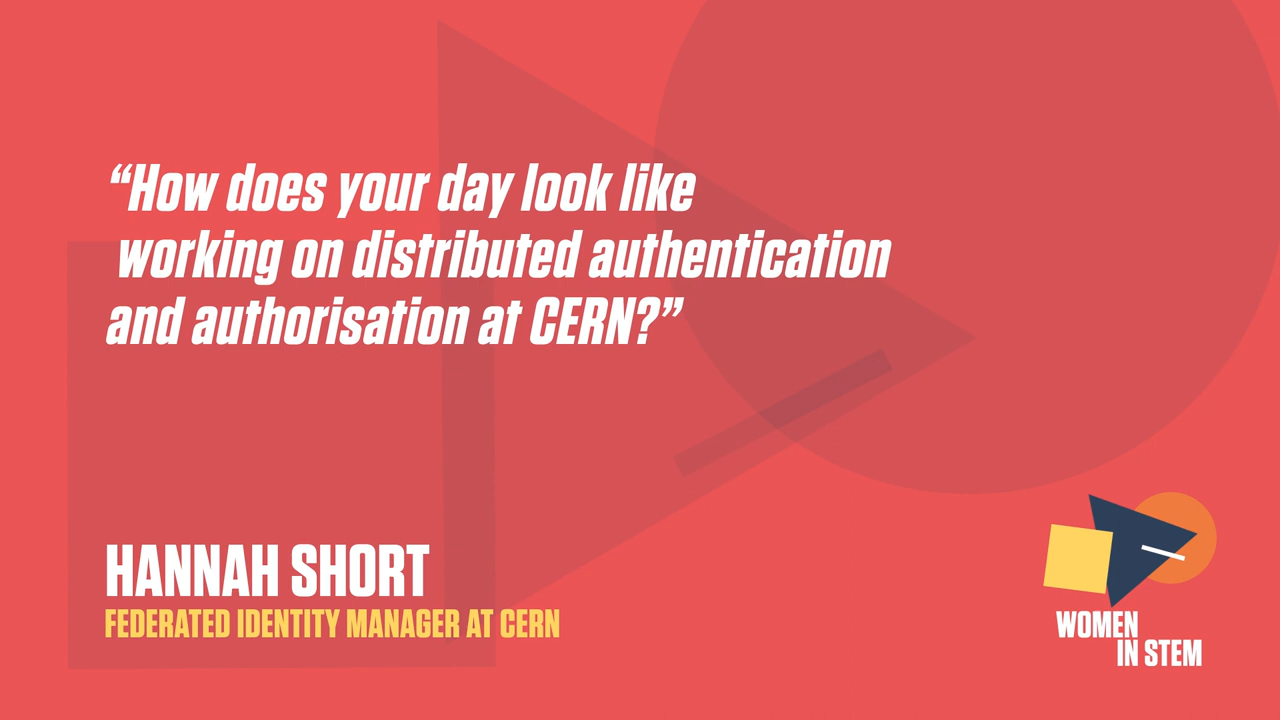 “How does your day look like
working on distributed authentication
and authorisation at CERN?”
HANNAH SHORT
FEDERATED IDENTITY MANAGER AT CERN
WOMEN
IN STEM